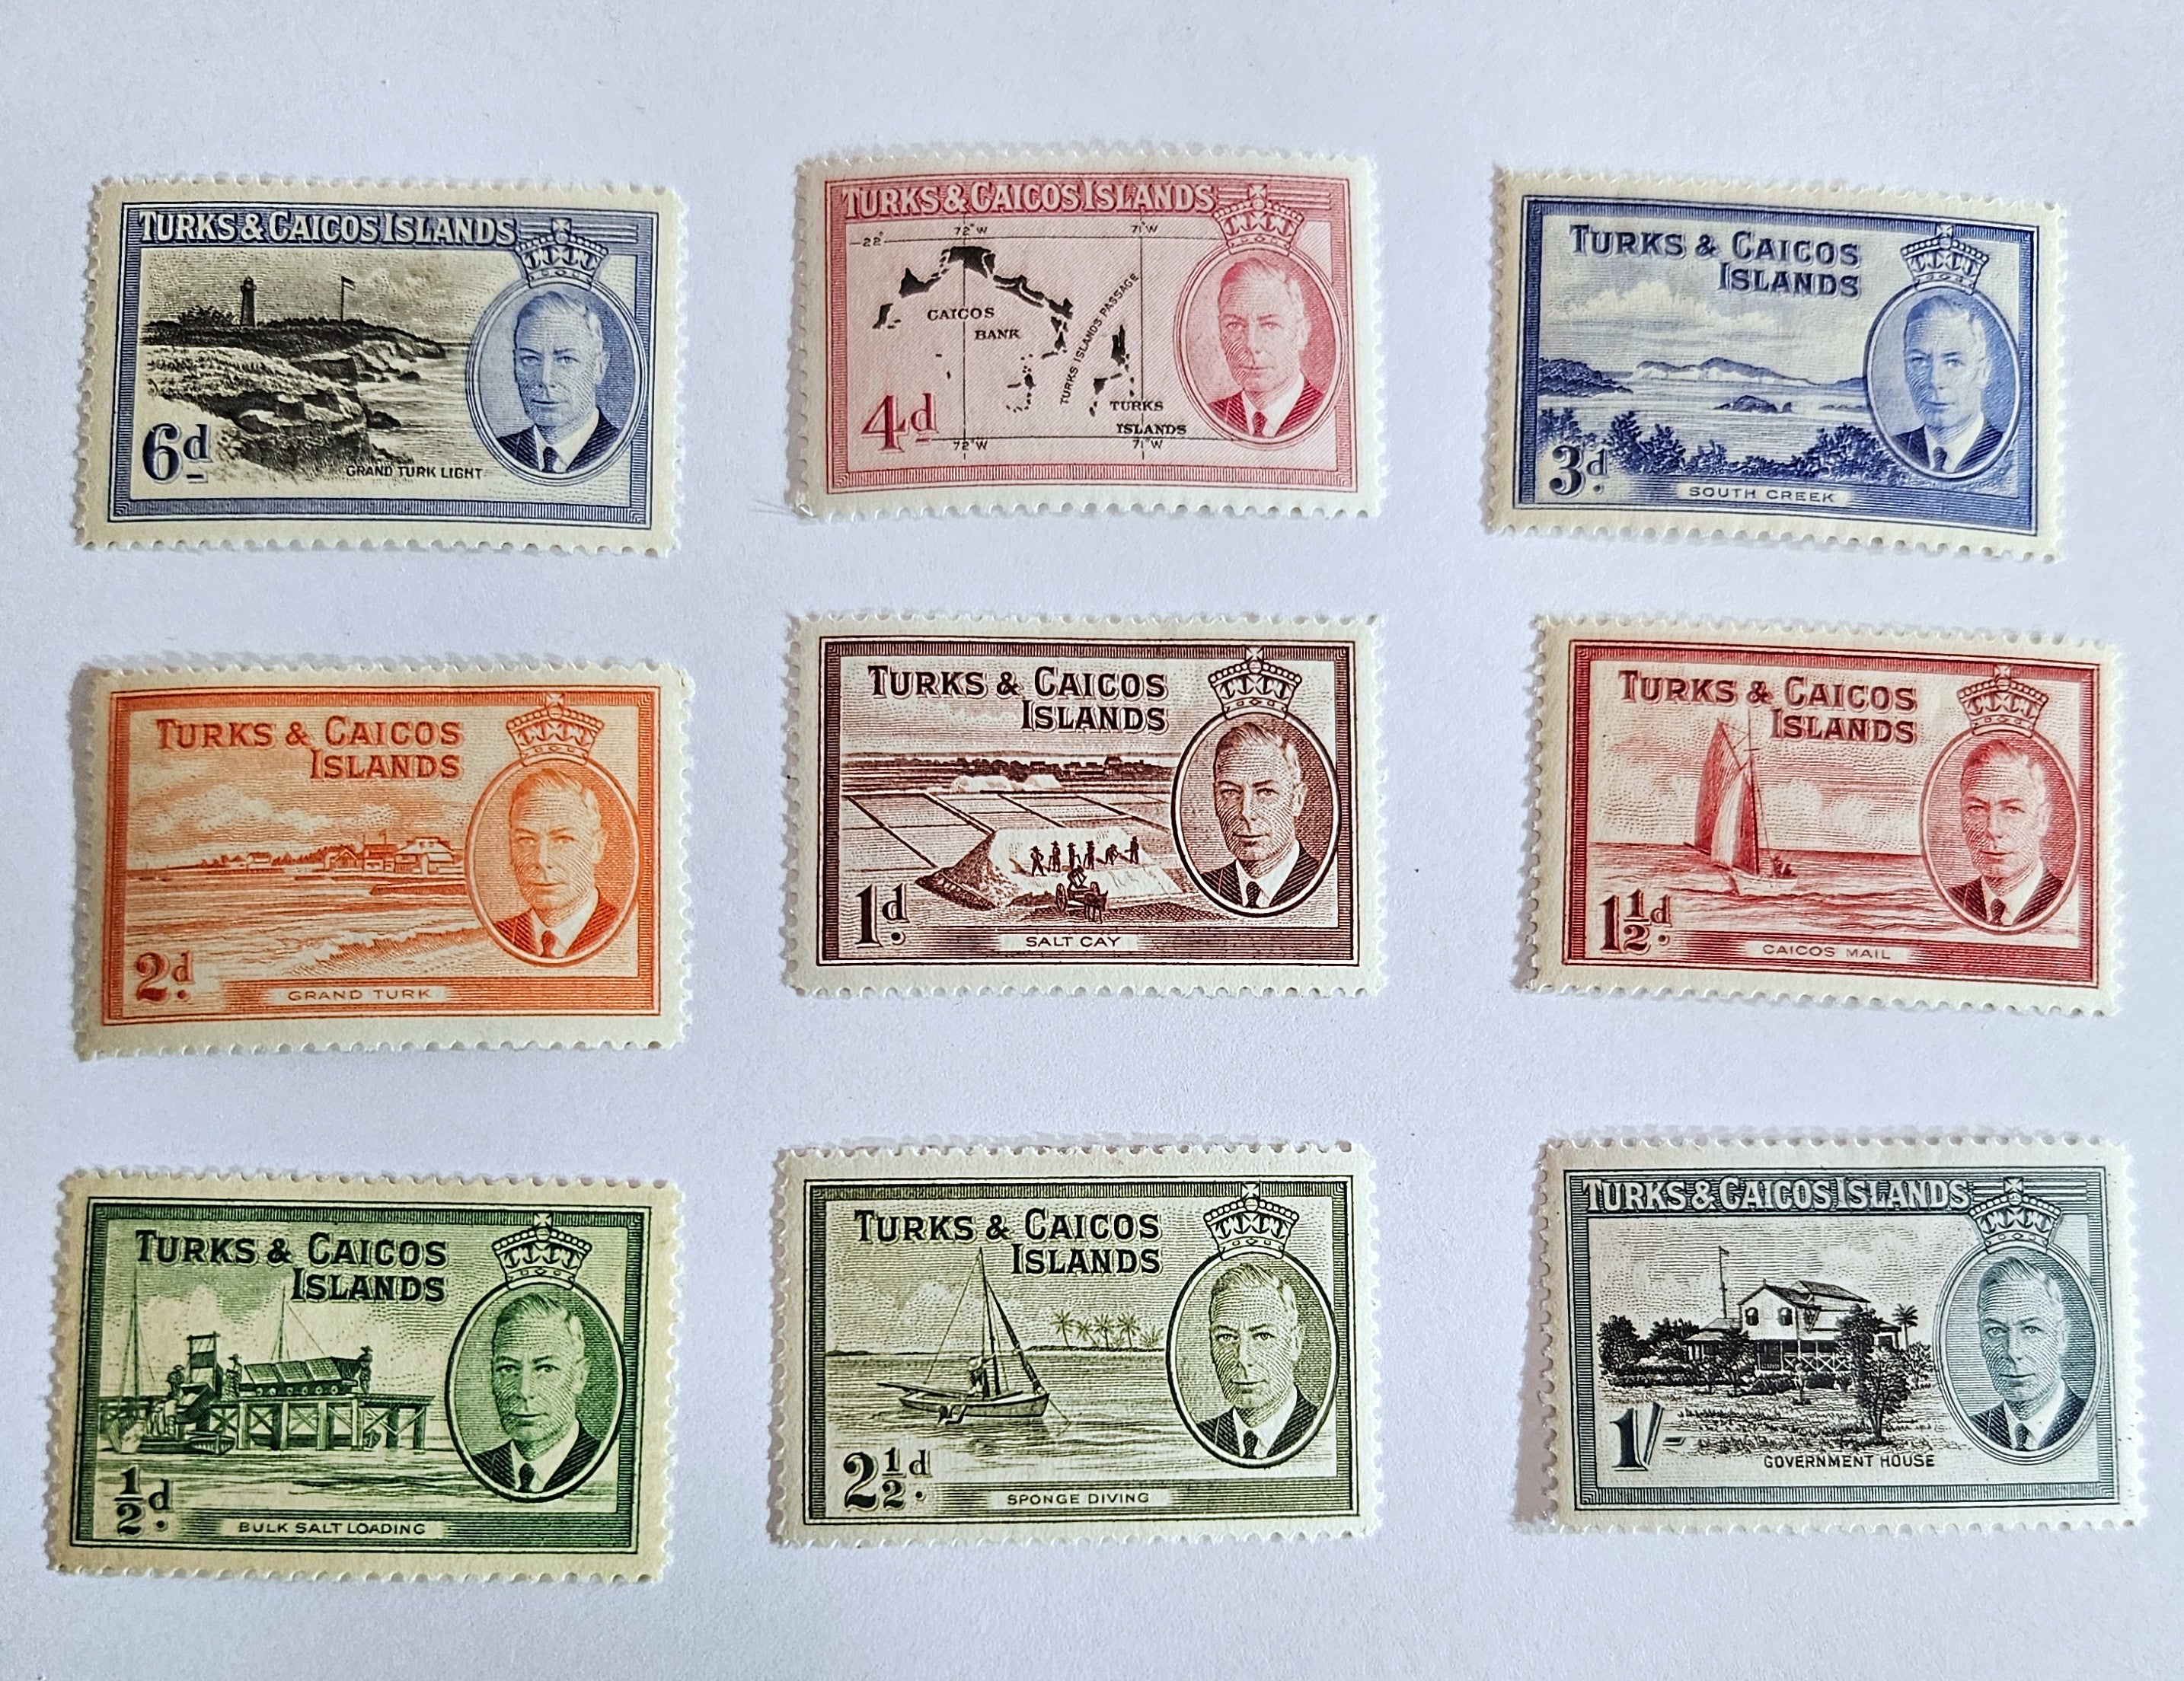 TURKS & CAICOS ISLANDS
6d
GRAND TURK LIGHT
TURKS & CAICOS ISLANDS
72° W
71° W
22°
CAICOS
BANK
TURKS ISLANDS PASSAGE
TURKS
ISLANDS
4d
72° W
71° W
TURKS & CAICOS
ISLANDS
3d.
SOUTH CREEK
TURKS & CAICOS
ISLANDS
2d.
GRAND TURK
TURKS & CAICOS
ISLANDS
1d.
SALT CAY
TURKS & CAICOS
ISLANDS
1½d.
CAICOS MAIL
TURKS & CAICOS
ISLANDS
½d.
BULK SALT LOADING
TURKS & CAICOS
ISLANDS
2½d.
SPONGE DIVING
TURKS & CAICOS ISLANDS
1/-
GOVERNMENT HOUSE